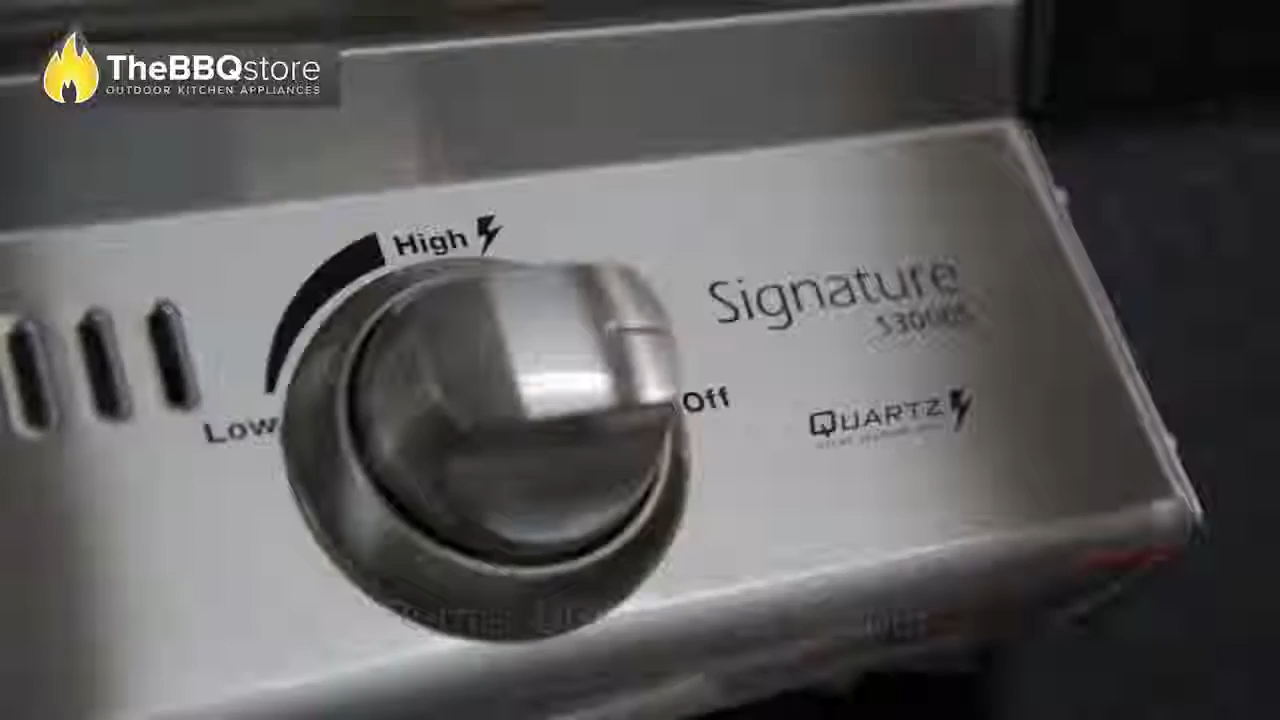 TheBBQstore
OUTDOOR KITCHEN APPLIANCES
High
Low
Off
Signature
QUARTZ